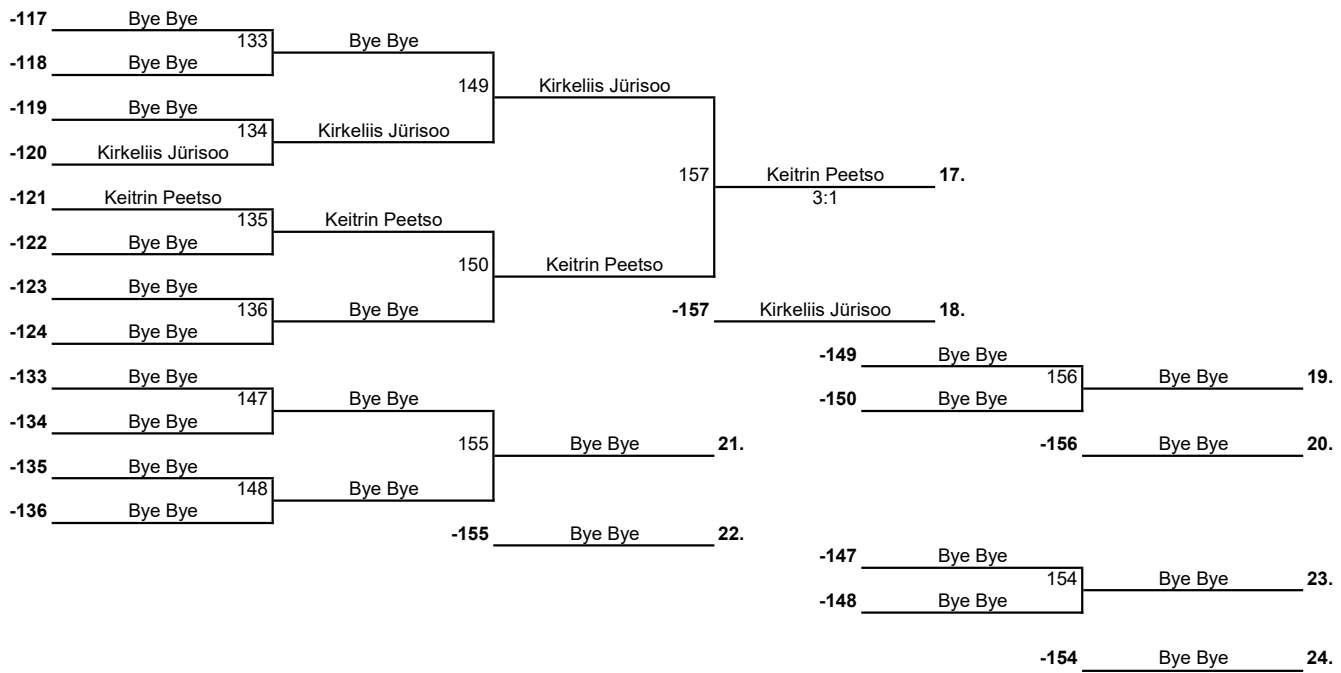 -117 Bye Bye
133 Bye Bye
-118 Bye Bye
149 Kirkeliis Jürisoo
-119 Bye Bye
134 Kirkeliis Jürisoo
-120 Kirkeliis Jürisoo
157 Keitrin Peetso 17.
3:1
-121 Keitrin Peetso
135 Keitrin Peetso
-122 Bye Bye
150 Keitrin Peetso
-123 Bye Bye
136 Bye Bye
-124 Bye Bye
-157 Kirkeliis Jürisoo 18.
-149 Bye Bye
156 Bye Bye 19.
-150 Bye Bye
-133 Bye Bye
147 Bye Bye
-134 Bye Bye
155 Bye Bye 21.
-156 Bye Bye 20.
-135 Bye Bye
148 Bye Bye
-136 Bye Bye
-155 Bye Bye 22.
-147 Bye Bye
154 Bye Bye 23.
-148 Bye Bye
-154 Bye Bye 24.